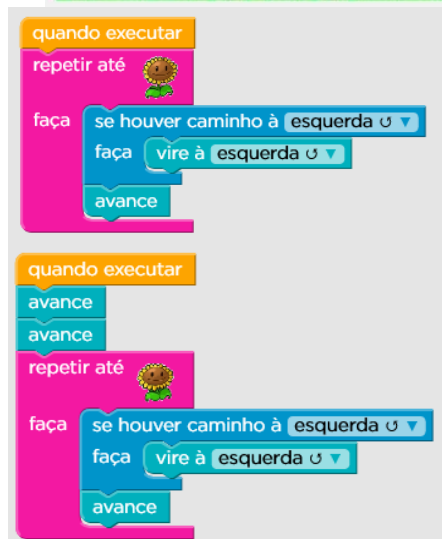 quando executar
repetir até
faça se houver caminho à esquerda ↺ ▼
faça vire à esquerda ↺ ▼
avance
quando executar
avance
avance
repetir até
faça se houver caminho à esquerda ↺ ▼
faça vire à esquerda ↺ ▼
avance